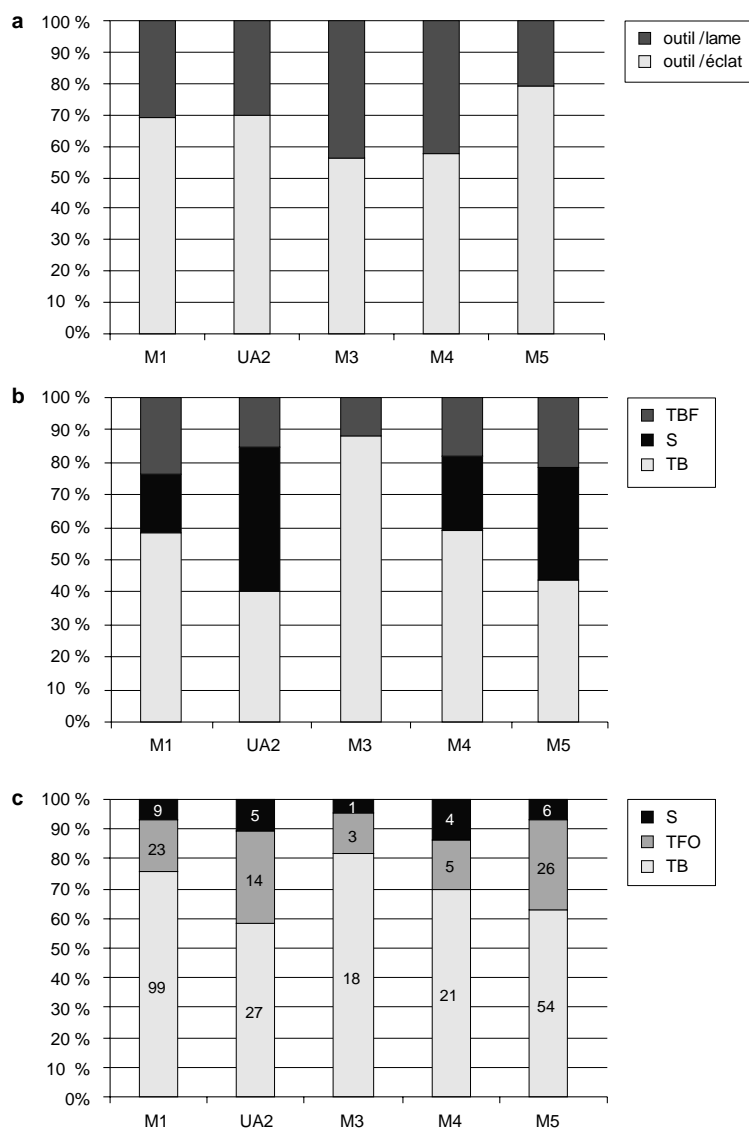 a
100 %
90 %
80 %
70 %
60 %
50 %
40 %
30 %
20 %
10 %
0%
M1 UA2 M3 M4 M5
outil /lame
outil /éclat
b
100 %
90 %
80 %
70 %
60 %
50 %
40 %
30 %
20 %
10 %
0%
M1 UA2 M3 M4 M5
TBF
S
TB
c
100 %
90 %
80 %
70 %
60 %
50 %
40 %
30 %
20 %
10 %
0%
9 5 1 4 6
23 14 3 5 26
99 27 18 21 54
M1 UA2 M3 M4 M5
S
TFO
TB